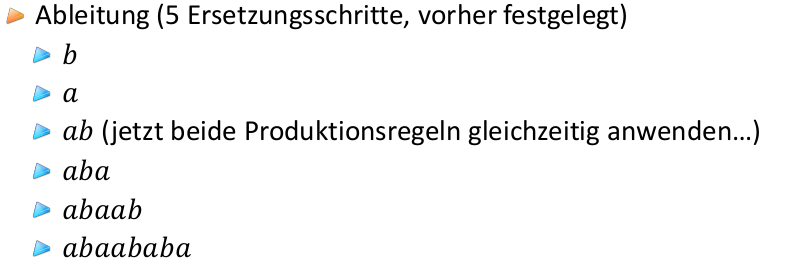 Ableitung (5 Ersetzungsschritte, vorher festgelegt)
b
a
ab (jetzt beide Produktionsregeln gleichzeitig anwenden…)
aba
abaab
abaababa